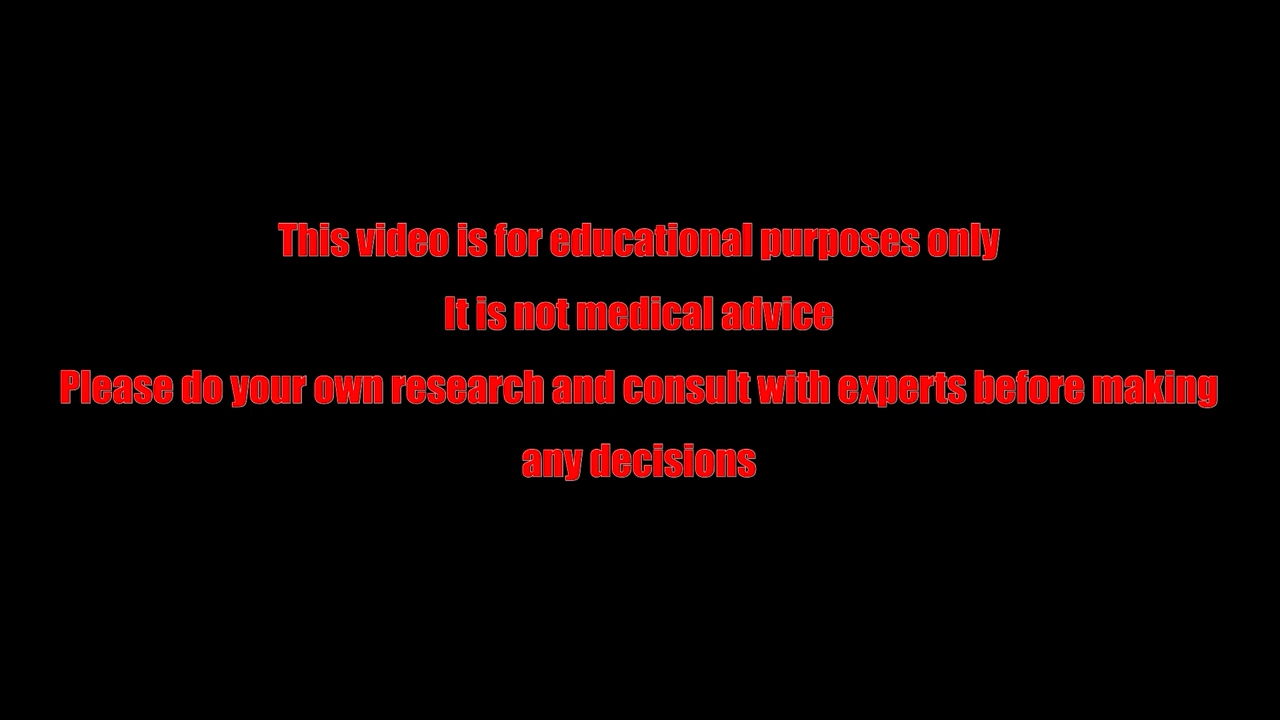 This video is for educational purposes only
It is not medical advice
Please do your own research and consult with experts before making
any decisions